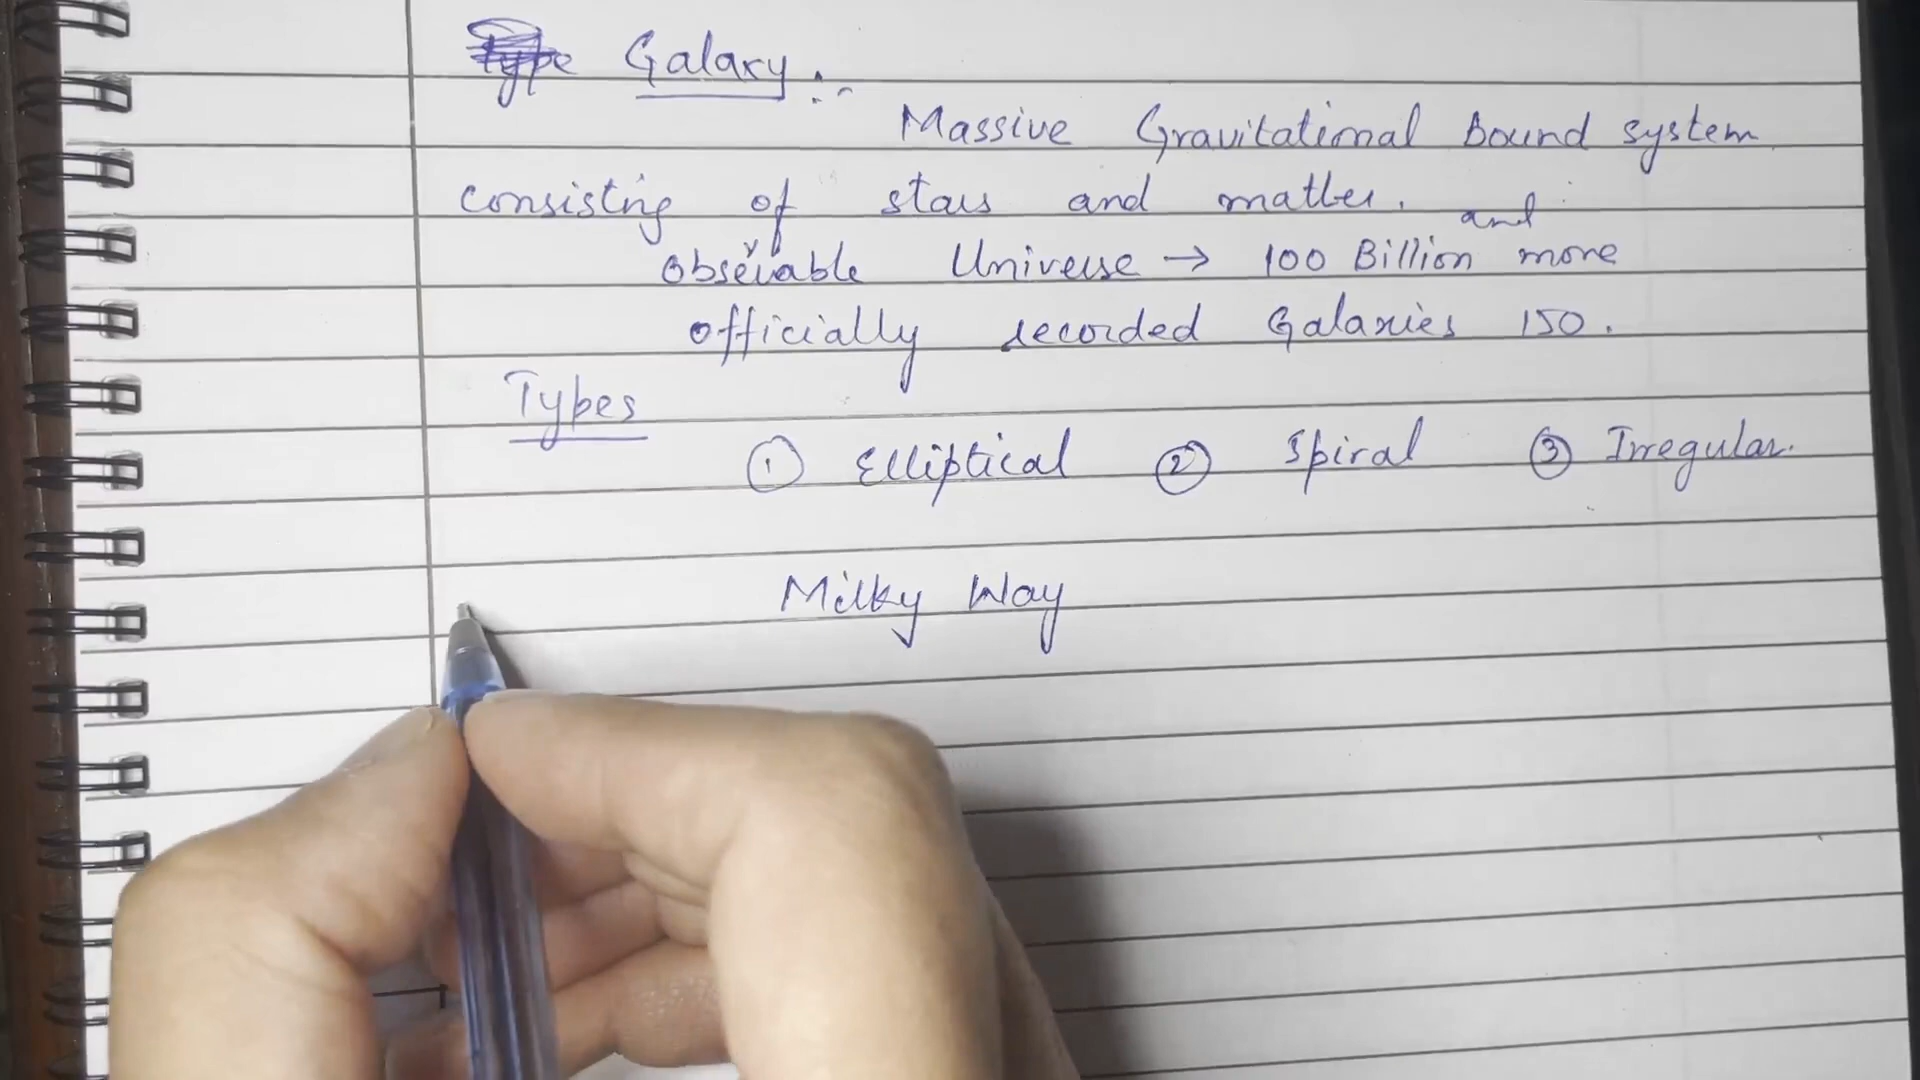 Type Galaxy :-
Massive Gravitational Bound system
consisting of stars and matter.
and
Observable Universe → 100 Billion more
officially recorded Galaxies 150.
Types
① Elliptical ② Spiral ③ Irregular.
Milky Way